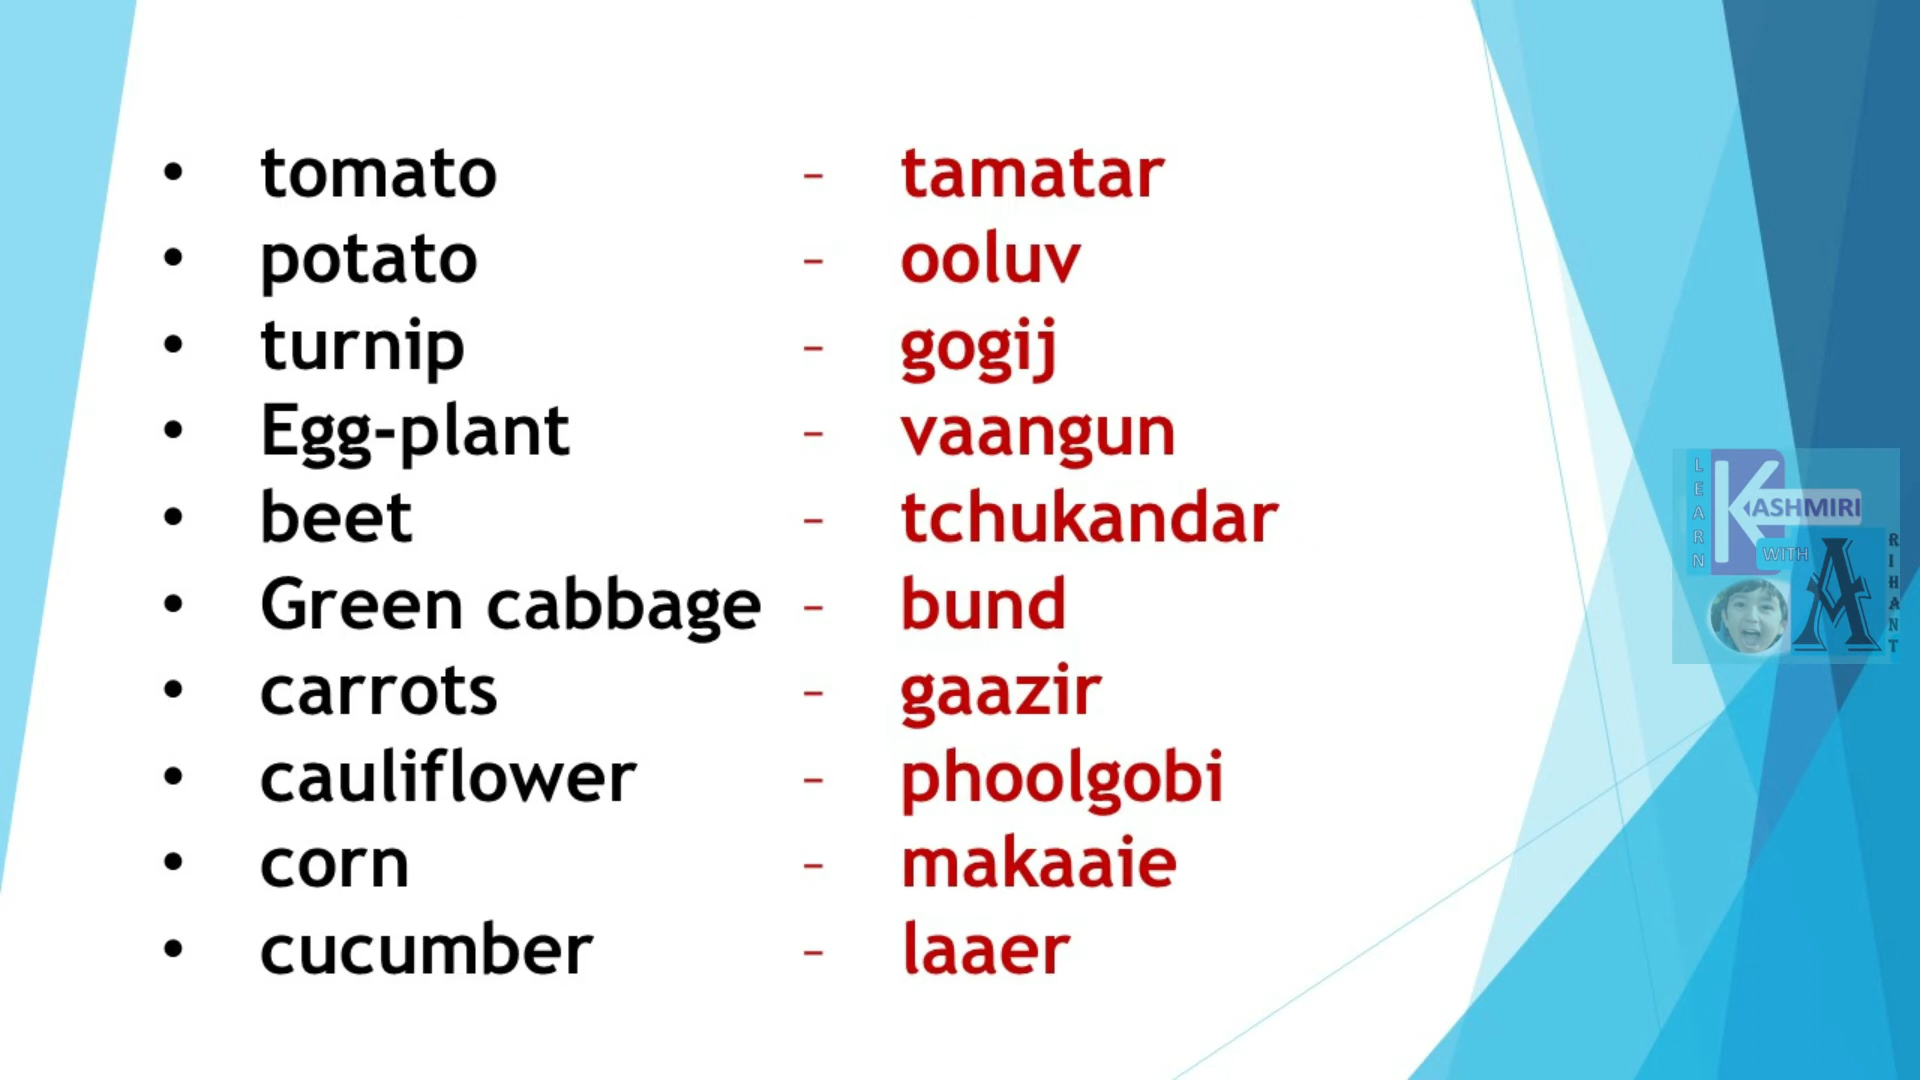 • tomato - tamatar
• potato - ooluv
• turnip - gogij
• Egg-plant - vaangun
• beet - tchukandar
• Green cabbage - bund
• carrots - gaazir
• cauliflower - phoolgobi
• corn - makaaie
• cucumber - laaer
LEARN
KASHMIRI
WITH
ARIHANT